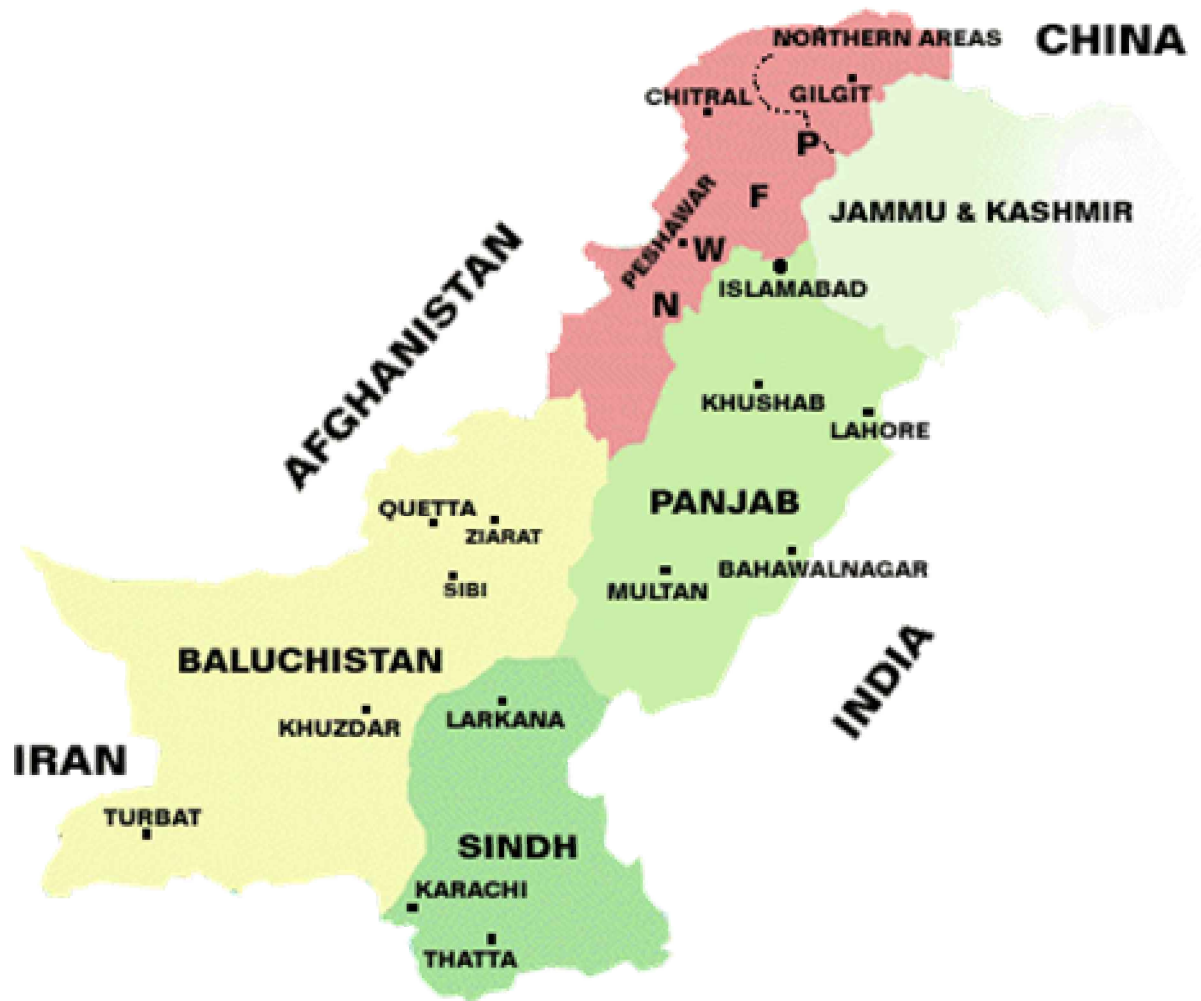 NORTHERN AREAS
CHINA
CHITRAL
GILGIT
P
F
JAMMU & KASHMIR
PESHAWAR
W
N
ISLAMABAD
AFGHANISTAN
KHUSHAB
LAHORE
PANJAB
QUETTA
ZIARAT
SIBI
MULTAN
BAHAWALNAGAR
INDIA
BALUCHISTAN
KHUZDAR
LARKANA
IRAN
TURBAT
SINDH
KARACHI
THATTA